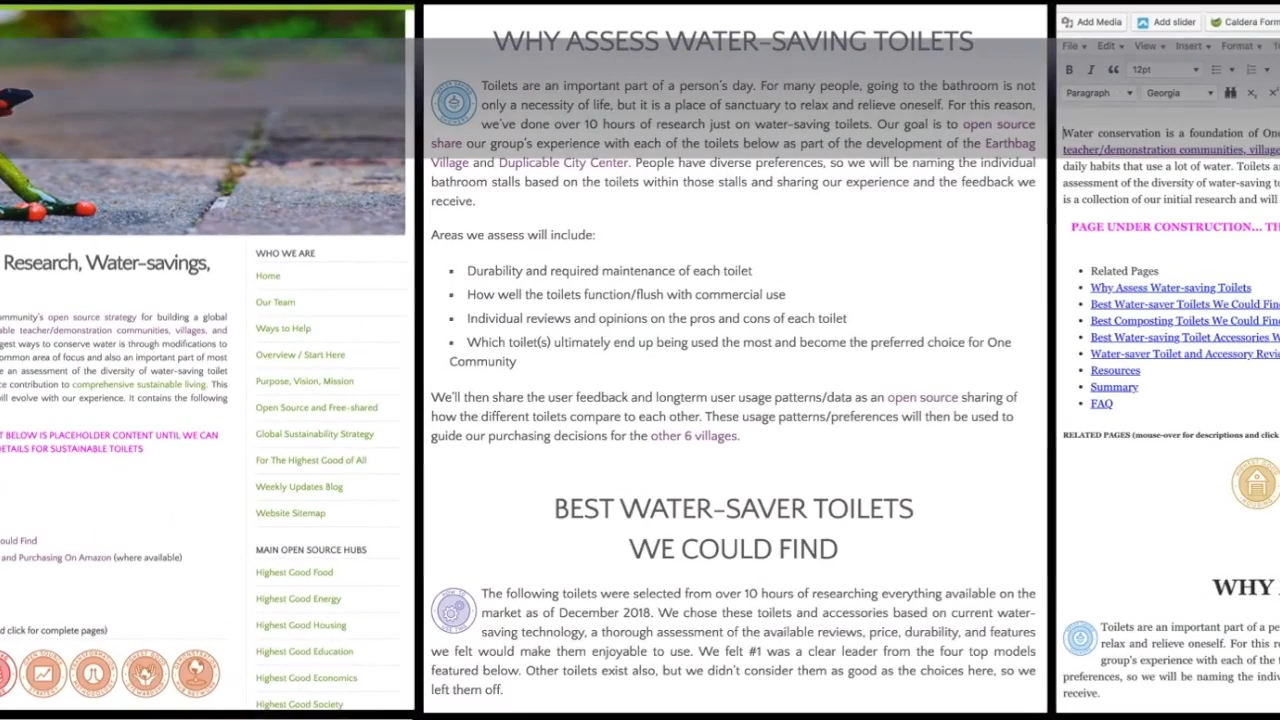 Research, Water-savings,
ommunity's open source strategy for building a global
able teacher/demonstration communities, villages, and
ggest ways to conserve water is through modifications to
ommon area of focus and also an important part of most
e an assessment of the diversity of water-saving toilet
ce contribution to comprehensive sustainable living. This
will evolve with our experience. It contains the following
T BELOW IS PLACEHOLDER CONTENT UNTIL WE CAN
DETAILS FOR SUSTAINABLE TOILETS
ould Find
and Purchasing On Amazon (where available)
d click for complete pages)
WHO WE ARE
Home
Our Team
Ways to Help
Overview / Start Here
Purpose, Vision, Mission
Open Source and Free-shared
Global Sustainability Strategy
For The Highest Good of All
Weekly Updates Blog
Website Sitemap
MAIN OPEN SOURCE HUBS
Highest Good Food
Highest Good Energy
Highest Good Housing
Highest Good Education
Highest Good Economics
Highest Good Society
WHY ASSESS WATER-SAVING TOILETS
Toilets are an important part of a person's day. For many people, going to the bathroom is not
only a necessity of life, but it is a place of sanctuary to relax and relieve oneself. For this reason,
we've done over 10 hours of research just on water-saving toilets. Our goal is to open source
share our group's experience with each of the toilets below as part of the development of the Earthbag
Village and Duplicable City Center. People have diverse preferences, so we will be naming the individual
bathroom stalls based on the toilets within those stalls and sharing our experience and the feedback we
receive.
Areas we assess will include:
▪ Durability and required maintenance of each toilet
▪ How well the toilets function/flush with commercial use
▪ Individual reviews and opinions on the pros and cons of each toilet
▪ Which toilet(s) ultimately end up being used the most and become the preferred choice for One
Community
We'll then share the user feedback and longterm user usage patterns/data as an open source sharing of
how the different toilets compare to each other. These usage patterns/preferences will then be used to
guide our purchasing decisions for the other 6 villages.
BEST WATER-SAVER TOILETS
WE COULD FIND
The following toilets were selected from over 10 hours of researching everything available on the
market as of December 2018. We chose these toilets and accessories based on current water-
saving technology, a thorough assessment of the available reviews, price, durability, and features
we felt would make them enjoyable to use. We felt #1 was a clear leader from the four top models
featured below. Other toilets exist also, but we didn't consider them as good as the choices here, so we
left them off.
Add Media Add slider Caldera Form
File Edit View Insert Format
B I 12pt
Paragraph Georgia
Water conservation is a foundation of One
teacher/demonstration communities, village
daily habits that use a lot of water. Toilets ar
assessment of the diversity of water-saving to
is a collection of our initial research and will
PAGE UNDER CONSTRUCTION... TH
• Related Pages
• Why Assess Water-saving Toilets
• Best Water-saver Toilets We Could Find
• Best Composting Toilets We Could Find
• Best Water-saving Toilet Accessories W
• Water-saver Toilet and Accessory Revie
• Resources
• Summary
• FAQ
RELATED PAGES (mouse-over for descriptions and click
WHY
Toilets are an important part of a pe
relax and relieve oneself. For this re
group's experience with each of the t
preferences, so we will be naming the indiv
receive.